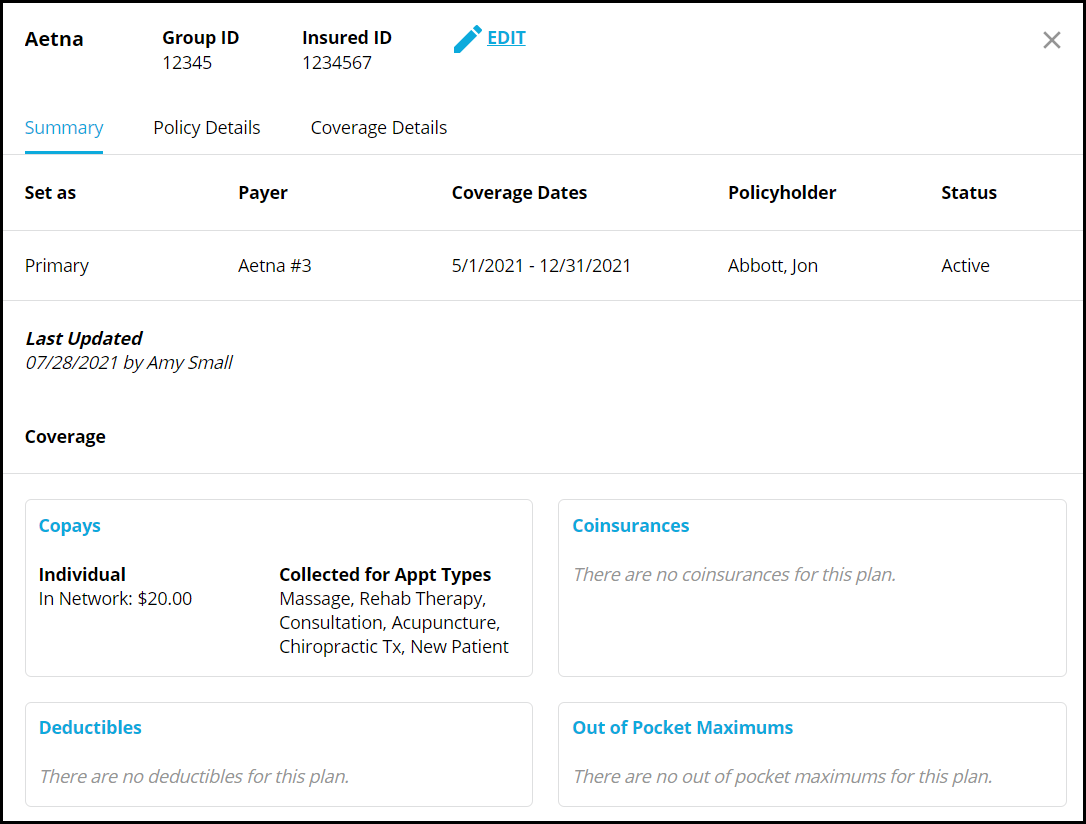 Aetna
Group ID
12345
Insured ID
1234567
EDIT
Summary Policy Details Coverage Details
Set as Payer Coverage Dates Policyholder Status
Primary Aetna #3 5/1/2021 - 12/31/2021 Abbott, Jon Active
Last Updated
07/28/2021 by Amy Small
Coverage
Copays
Individual
In Network: $20.00
Collected for Appt Types
Massage, Rehab Therapy,
Consultation, Acupuncture,
Chiropractic Tx, New Patient
Coinsurances
There are no coinsurances for this plan.
Deductibles
There are no deductibles for this plan.
Out of Pocket Maximums
There are no out of pocket maximums for this plan.